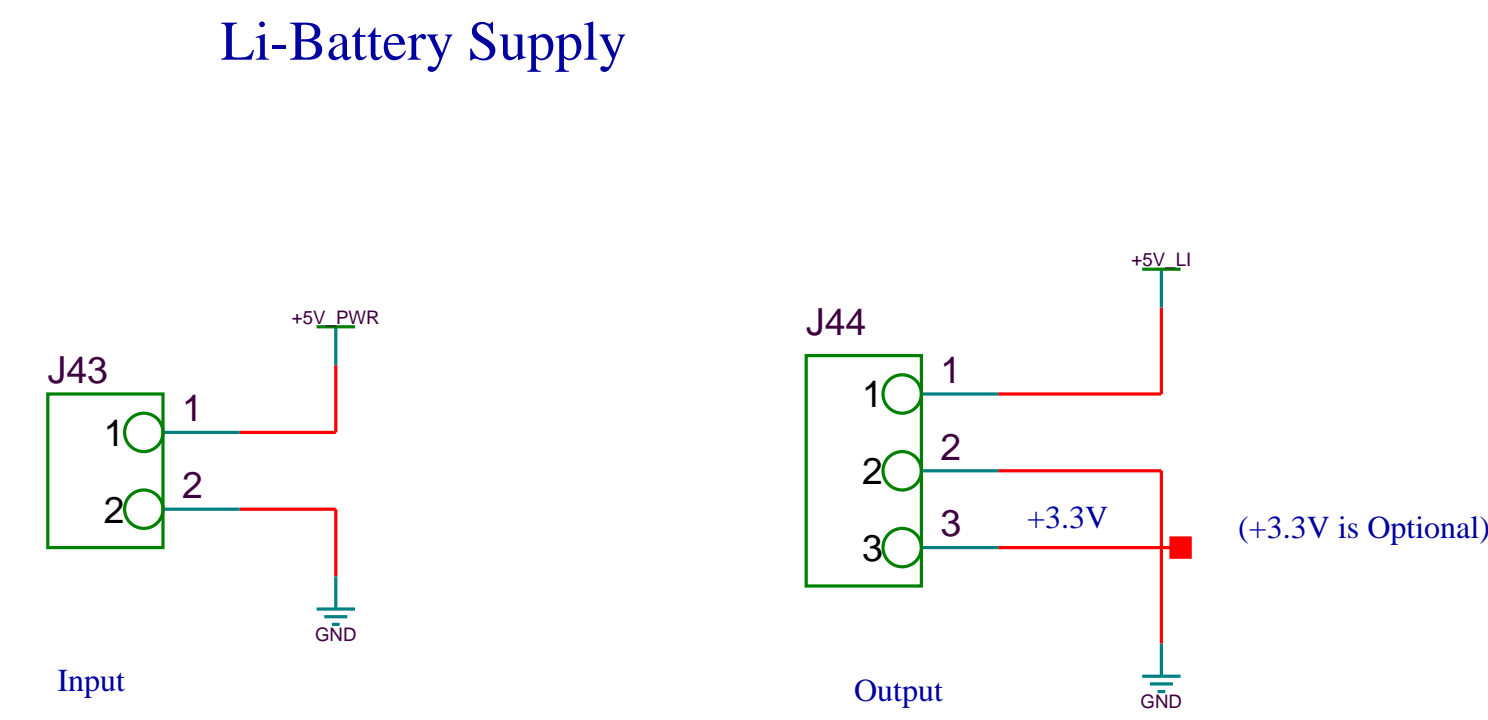 Li-Battery Supply
+5V_PWR
J43
1 1
2 2
GND
Input
+5V_LI
J44
1 1
2 2
3 3
+3.3V
(+3.3V is Optional)
GND
Output